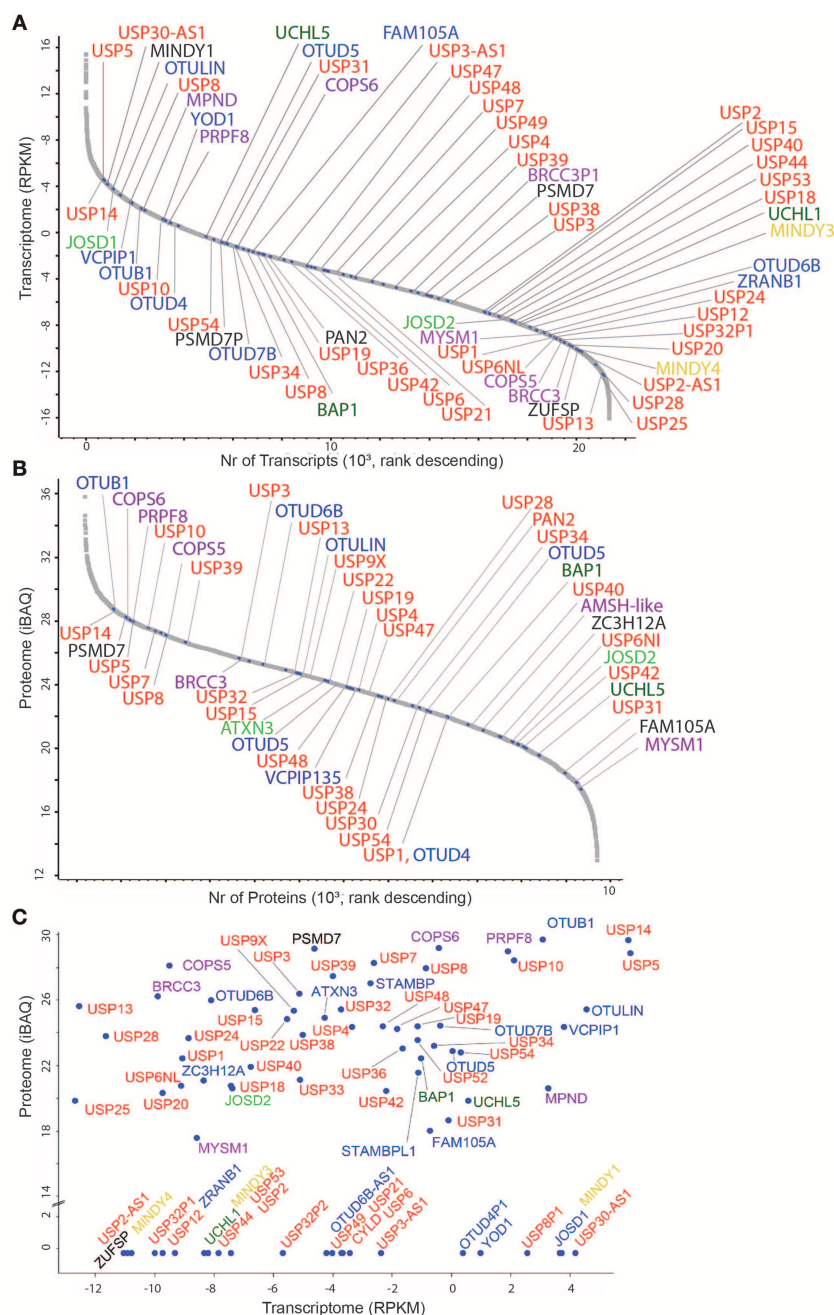 A
16
12
8
4
0
4
-8
-12
-16
Transcriptome (RPKM)
USP30-AS1
USP5
MINDY1
OTULIN
USP8
MPND
YOD1
PRPF8
UCHL5
OTUD5
USP31
COPS6
FAM105A
USP3-AS1
USP47
USP48
USP7
USP49
USP4
USP39
BRCC3P1
PSMD7
USP38
USP3
USP2
USP15
USP40
USP44
USP53
USP18
UCHL1
MINDY3
OTUD6B
ZRANB1
USP24
USP12
USP32P1
USP20
MINDY4
USP2-AS1
USP28
USP25
USP14
JOSD1
VCPIP1
OTUB1
USP10
OTUD4
USP54
PSMD7P
OTUD7B
USP34
USP8
BAP1
PAN2
USP19
USP36
USP42
USP6
USP21
JOSD2
MYSM1
USP1
USP6NL
COPS5
BRCC3
ZUFSP
USP13
0
10
20
Nr of Transcripts (10³, rank descending)
B
36
32
28
24
20
16
12
Proteome (iBAQ)
OTUB1
COPS6
PRPF8
USP10
COPS5
USP39
USP3
OTUD6B
USP13
OTULIN
USP9X
USP22
USP19
USP4
USP47
USP28
PAN2
USP34
OTUD5
BAP1
USP40
AMSH-like
ZC3H12A
USP6NI
JOSD2
USP42
UCHL5
USP31
FAM105A
MYSM1
USP14
PSMD7
USP5
USP7
USP8
BRCC3
USP32
USP15
ATXN3
OTUD5
USP48
VCPIP135
USP38
USP24
USP30
USP54
USP1, OTUD4
10
Nr of Proteins (10³, rank descending)
C
30
26
22
18
14
2
0
Proteome (iBAQ)
OTUB1
USP14
PSMD7
COPS6
PRPF8
USP9X
USP3
USP39
USP7
USP8
USP10
USP5
COPS5
BRCC3
OTUD6B
ATXN3
STAMBP
USP13
USP32
USP48
USP47
USP19
OTULIN
USP15
USP4
OTUD7B
VCPIP1
USP28
USP24
USP22
USP38
USP34
USP54
USP1
USP40
OTUD5
ZC3H12A
USP36
USP52
USP6NL
USP18
USP33
BAP1
MPND
USP25
USP20
JOSD2
USP42
UCHL5
USP31
MYSM1
STAMBPL1
FAM105A
USP2-AS1
ZUFSP
MINDY4
USP32P1
USP12
ZRANB1
UCHL1
MINDY3
USP44
USP53
USP2
USP32P2
OTUD6B-AS1
USP49
USP21
CYLD
USP6
USP3-AS1
OTUD4P1
YOD1
USP8P1
JOSD1
MINDY1
USP30-AS1
-12
-10
-8
-6
-4
-2
0
2
4
Transcriptome (RPKM)